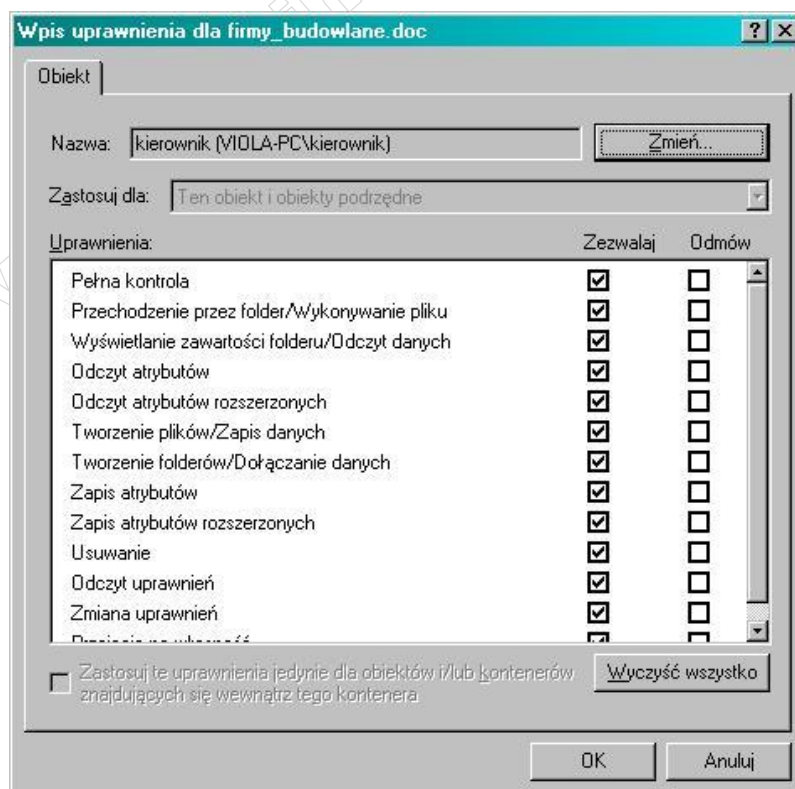 Wpis uprawnienia dla firmy_budowlane.doc
Obiekt
Nazwa: kierownik (VIOLA-PC\kierownik) Zmień...
Zastosuj dla: Ten obiekt i obiekty podrzędne
Uprawnienia: Zezwalaj Odmów
Pełna kontrola
Przechodzenie przez folder/Wykonywanie pliku
Wyświetlanie zawartości folderu/Odczyt danych
Odczyt atrybutów
Odczyt atrybutów rozszerzonych
Tworzenie plików/Zapis danych
Tworzenie folderów/Dołączanie danych
Zapis atrybutów
Zapis atrybutów rozszerzonych
Usuwanie
Odczyt uprawnień
Zmiana uprawnień
Zastosuj te uprawnienia jedynie dla obiektów i/lub kontenerów Wyczyść wszystko
znajdujących się wewnątrz tego kontenera
OK Anuluj